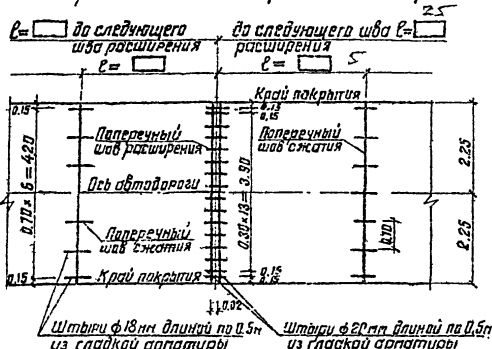 25
ℓ= до следующего шва расширения
до следующего шва ℓ= расширения
ℓ=
5
ℓ=
Край покрытия
0.15
0.15
0.15
Поперечный шов расширения
Поперечный шов сжатия
0.70 × 6 = 4.20
Ось автодороги
0.30×13 = 3.90
2.25
2.25
Поперечный шов сжатия
0.70
0.15
Край покрытия
0.15
0.15
0.02
Штыри ф18мм длиной по 0.5м из гладкой арматуры
Штыри ф20мм длиной по 0,5м из гладкой арматуры